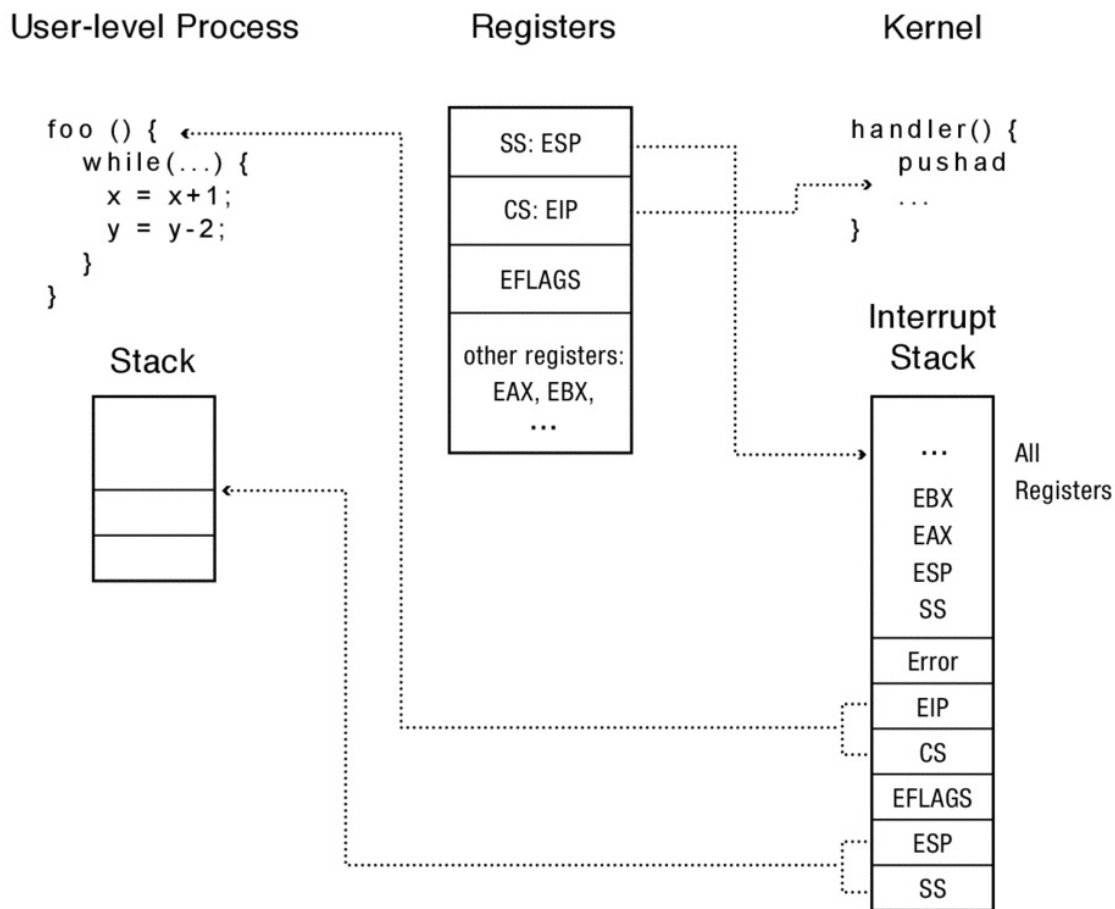 User-level Process
Registers
Kernel
foo () {
while(...) {
x = x+1;
y = y-2;
}
}
Stack
SS: ESP
CS: EIP
EFLAGS
other registers:
EAX, EBX,
...
handler() {
pushad
...
}
Interrupt
Stack
...
EBX
EAX
ESP
SS
All
Registers
Error
EIP
CS
EFLAGS
ESP
SS